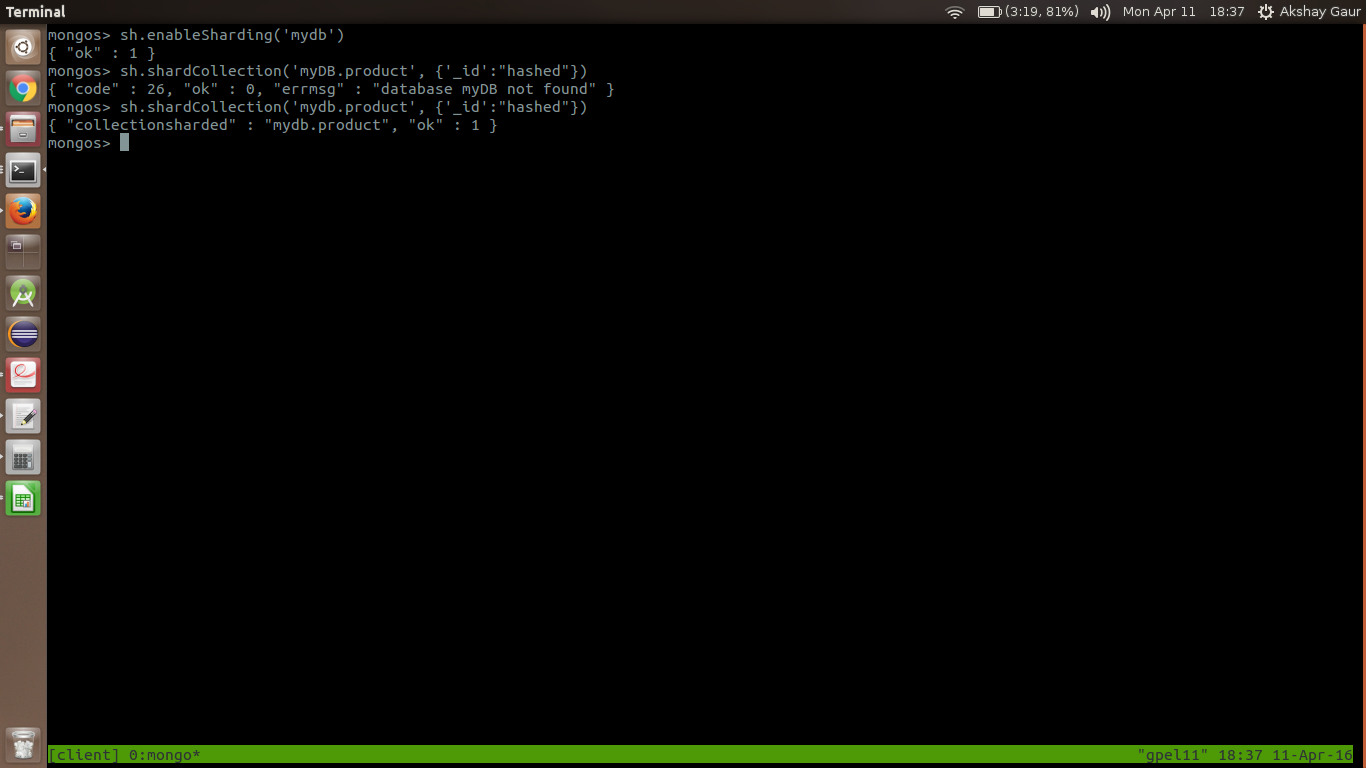 Terminal (3:19, 81%) Mon Apr 11 18:37 Akshay Gaur
mongos> sh.enableSharding('mydb')
{ "ok" : 1 }
mongos> sh.shardCollection('myDB.product', {'_id':"hashed"})
{ "code" : 26, "ok" : 0, "errmsg" : "database myDB not found" }
mongos> sh.shardCollection('mydb.product', {'_id':"hashed"})
{ "collectionsharded" : "mydb.product", "ok" : 1 }
mongos>
[client] 0:mongo* "gpel11" 18:37 11-Apr-16